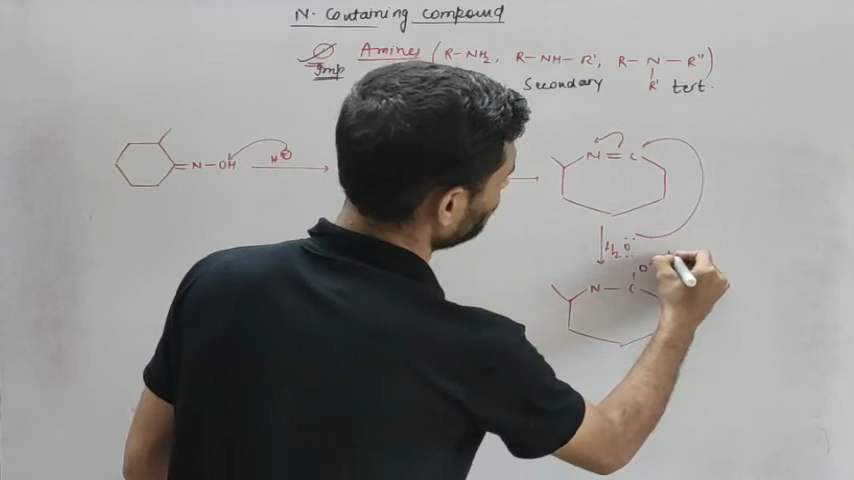 N- Containing compound
Imp Amines (R-NH2, R-NH-R', R-N-R'')
Secondary R' tert.
N-OH H⊕
N=C
H2O
O
N-C